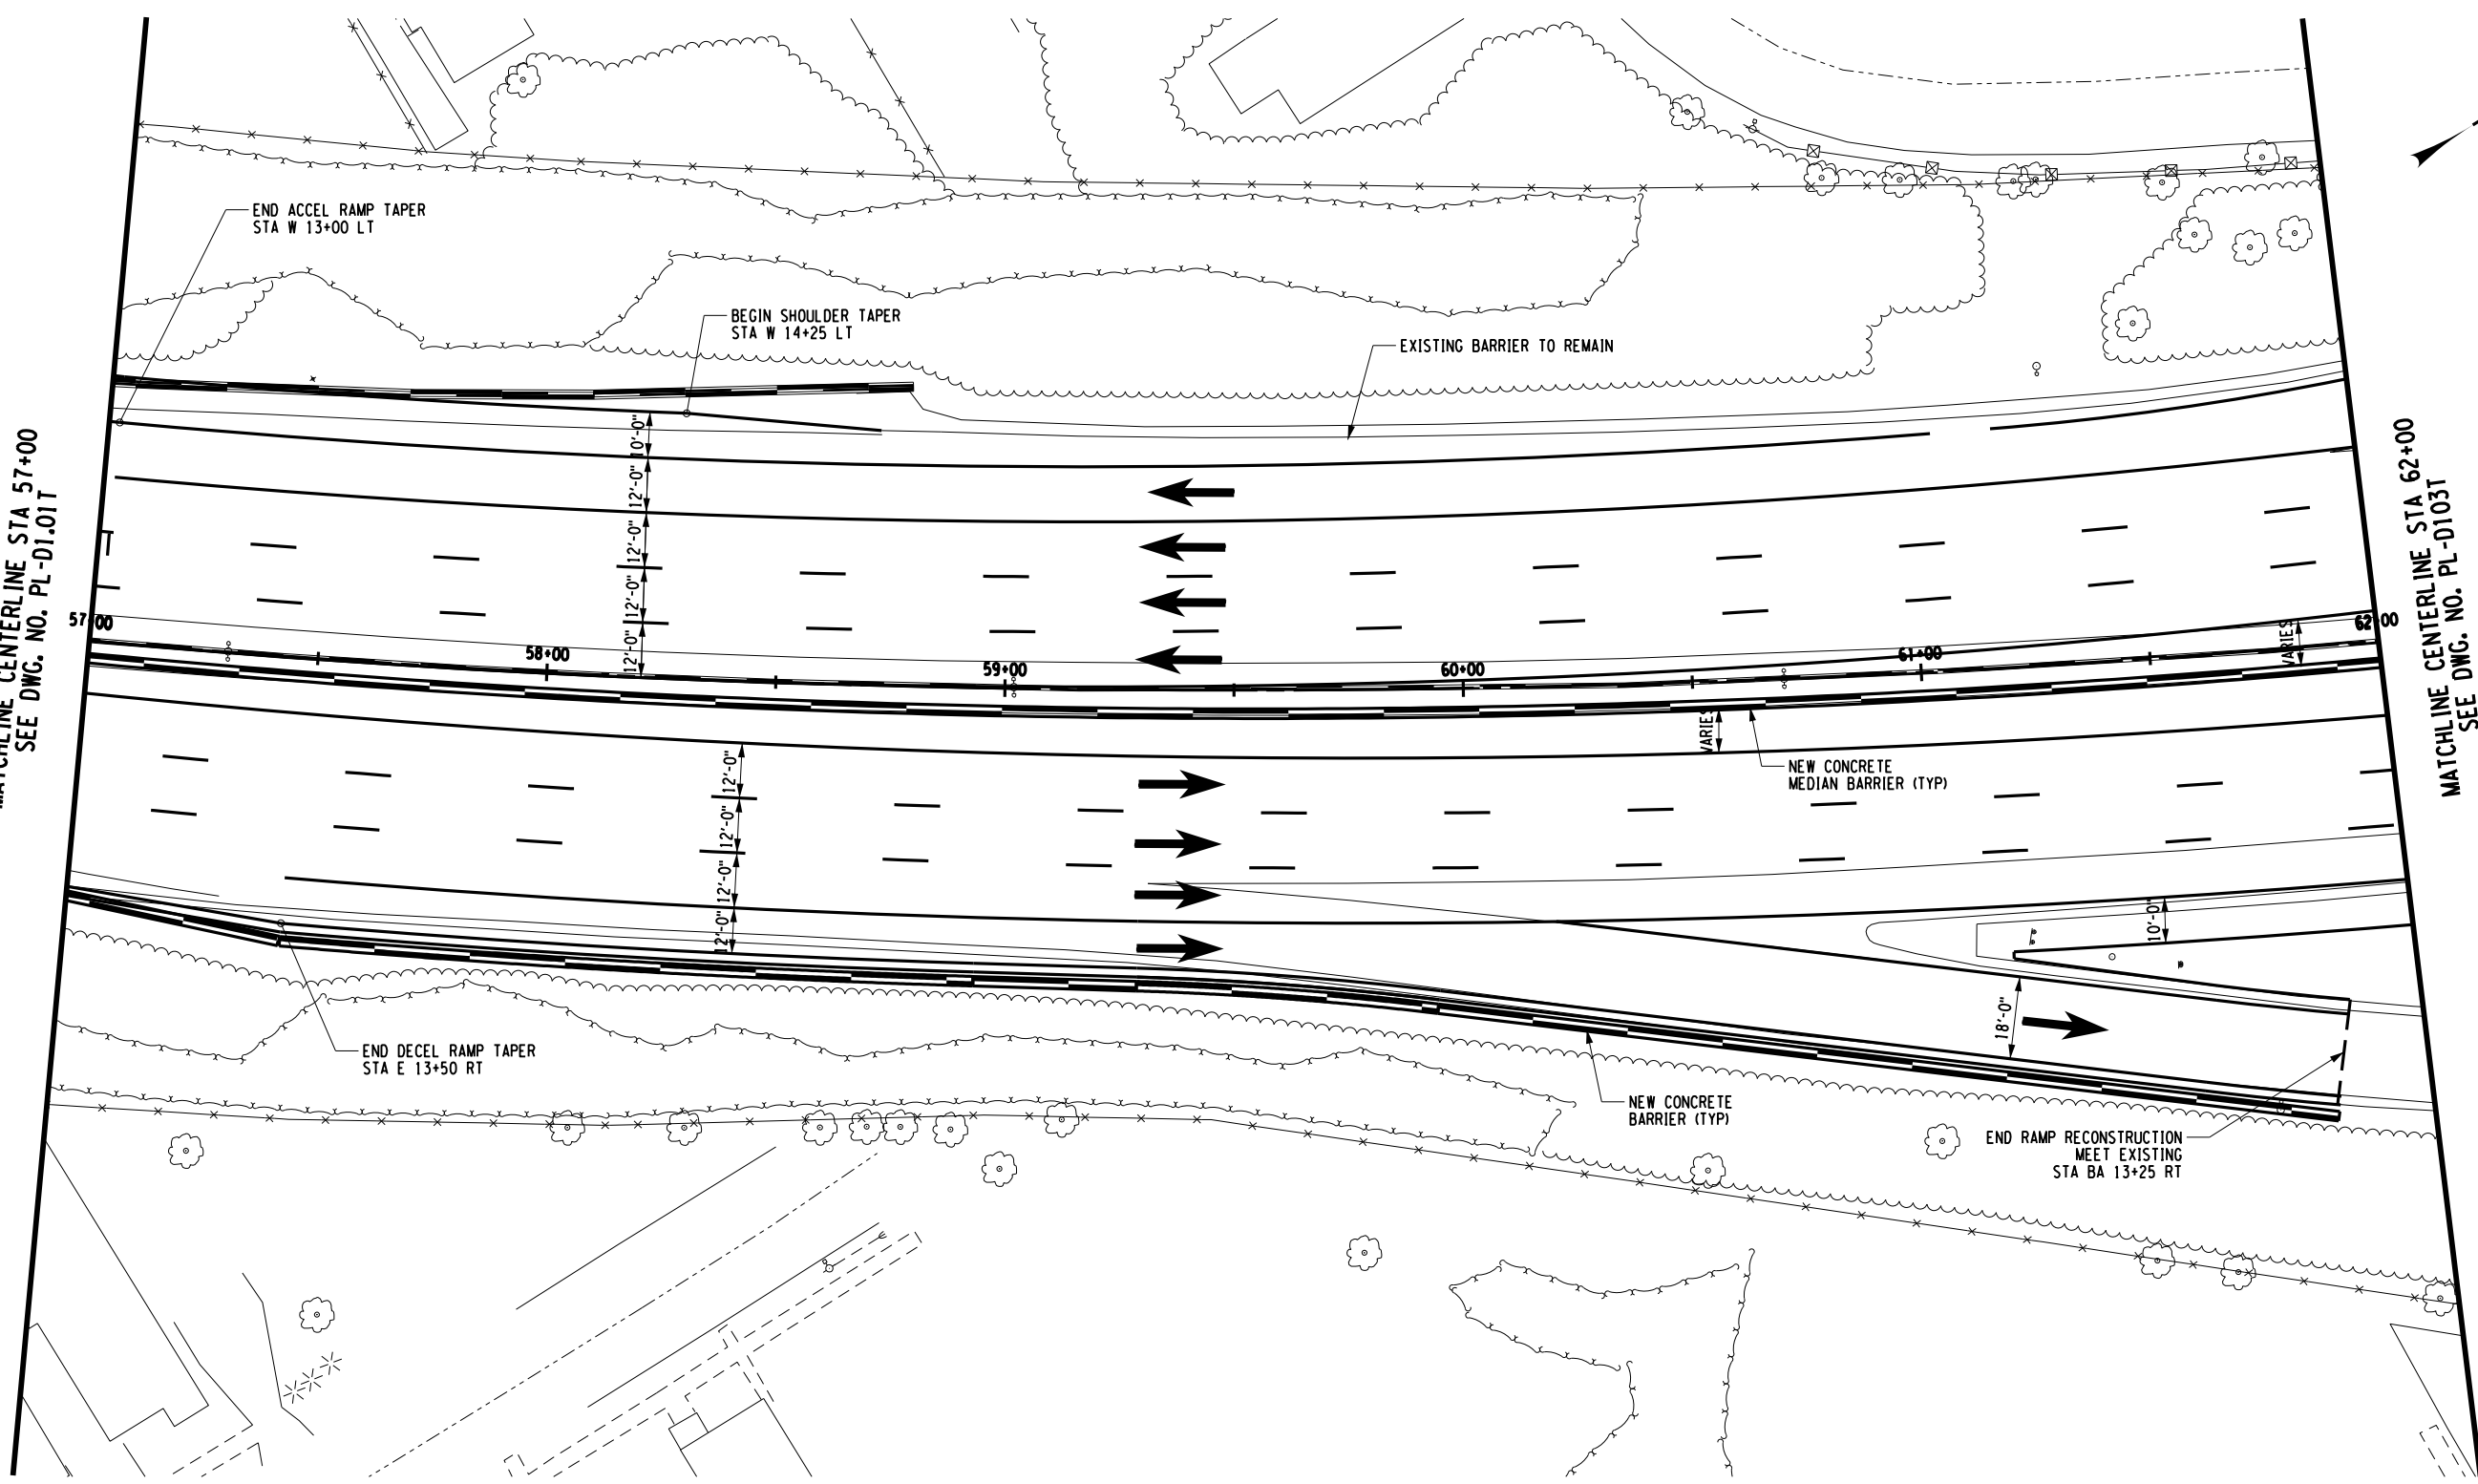 END ACCEL RAMP TAPER
STA W 13+00 LT
BEGIN SHOULDER TAPER
STA W 14+25 LT
EXISTING BARRIER TO REMAIN
MATCHLINE CENTERLINE STA 57+00
SEE DWG. NO. PL-D1.01T
MATCHLINE CENTERLINE STA 62+00
SEE DWG. NO. PL-D103T
10'-0"
12'-0"
12'-0"
12'-0"
12'-0"
57+00
58+00
59+00
60+00
61+00
62+00
VARIES
VARIES
NEW CONCRETE
MEDIAN BARRIER (TYP)
12'-0"
12'-0"
12'-0"
12'-0"
10'-0"
18'-0"
END DECEL RAMP TAPER
STA E 13+50 RT
NEW CONCRETE
BARRIER (TYP)
END RAMP RECONSTRUCTION
MEET EXISTING
STA BA 13+25 RT